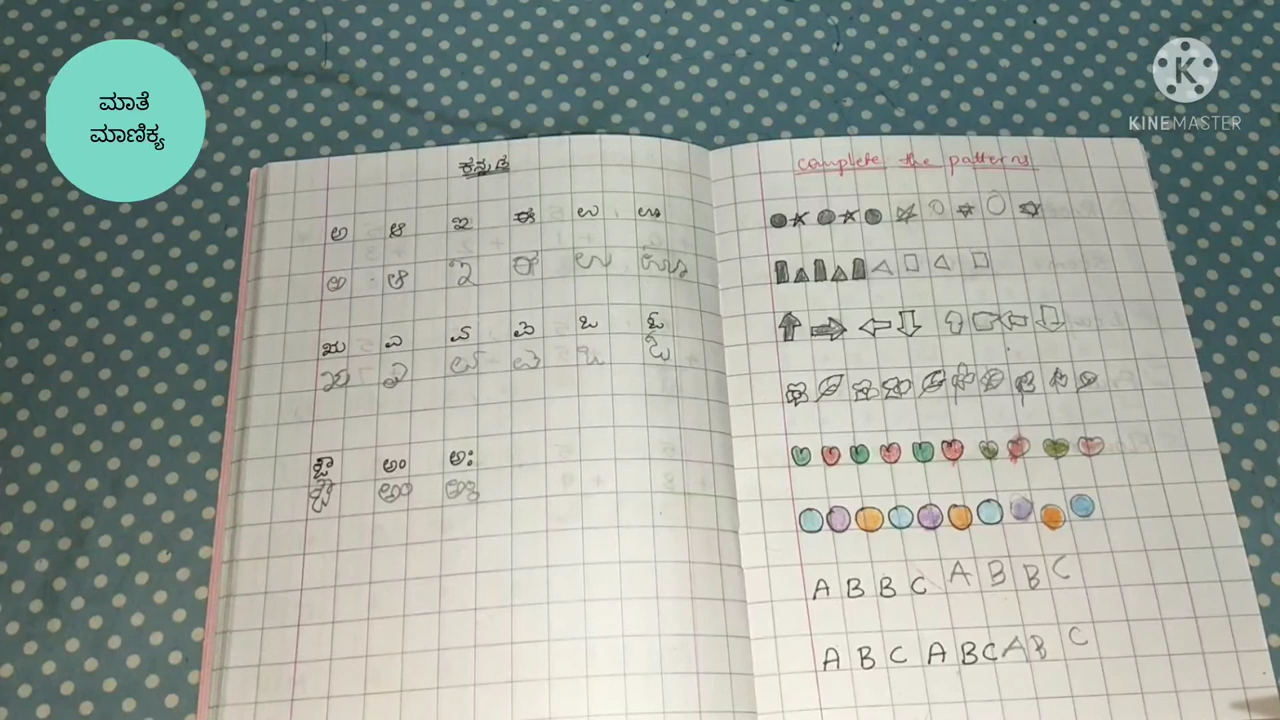 ಮಾತೆ
ಮಾಣಿಕ್ಯ
KINEMASTER
ಕನ್ನಡ
ಅ ಆ ಇ ಈ ಉ ಊ
ಅ ಆ ಇ ಈ ಉ ಊ
ಋ ಎ ಏ ಐ ಒ ಓ
ಋ ಎ ಏ ಐ ಒ ಓ
ಔ ಅಂ ಅಃ
ಔ ಅಂ ಅಃ
complete the patterns
A B B C A B B C
A B C A B C A B C